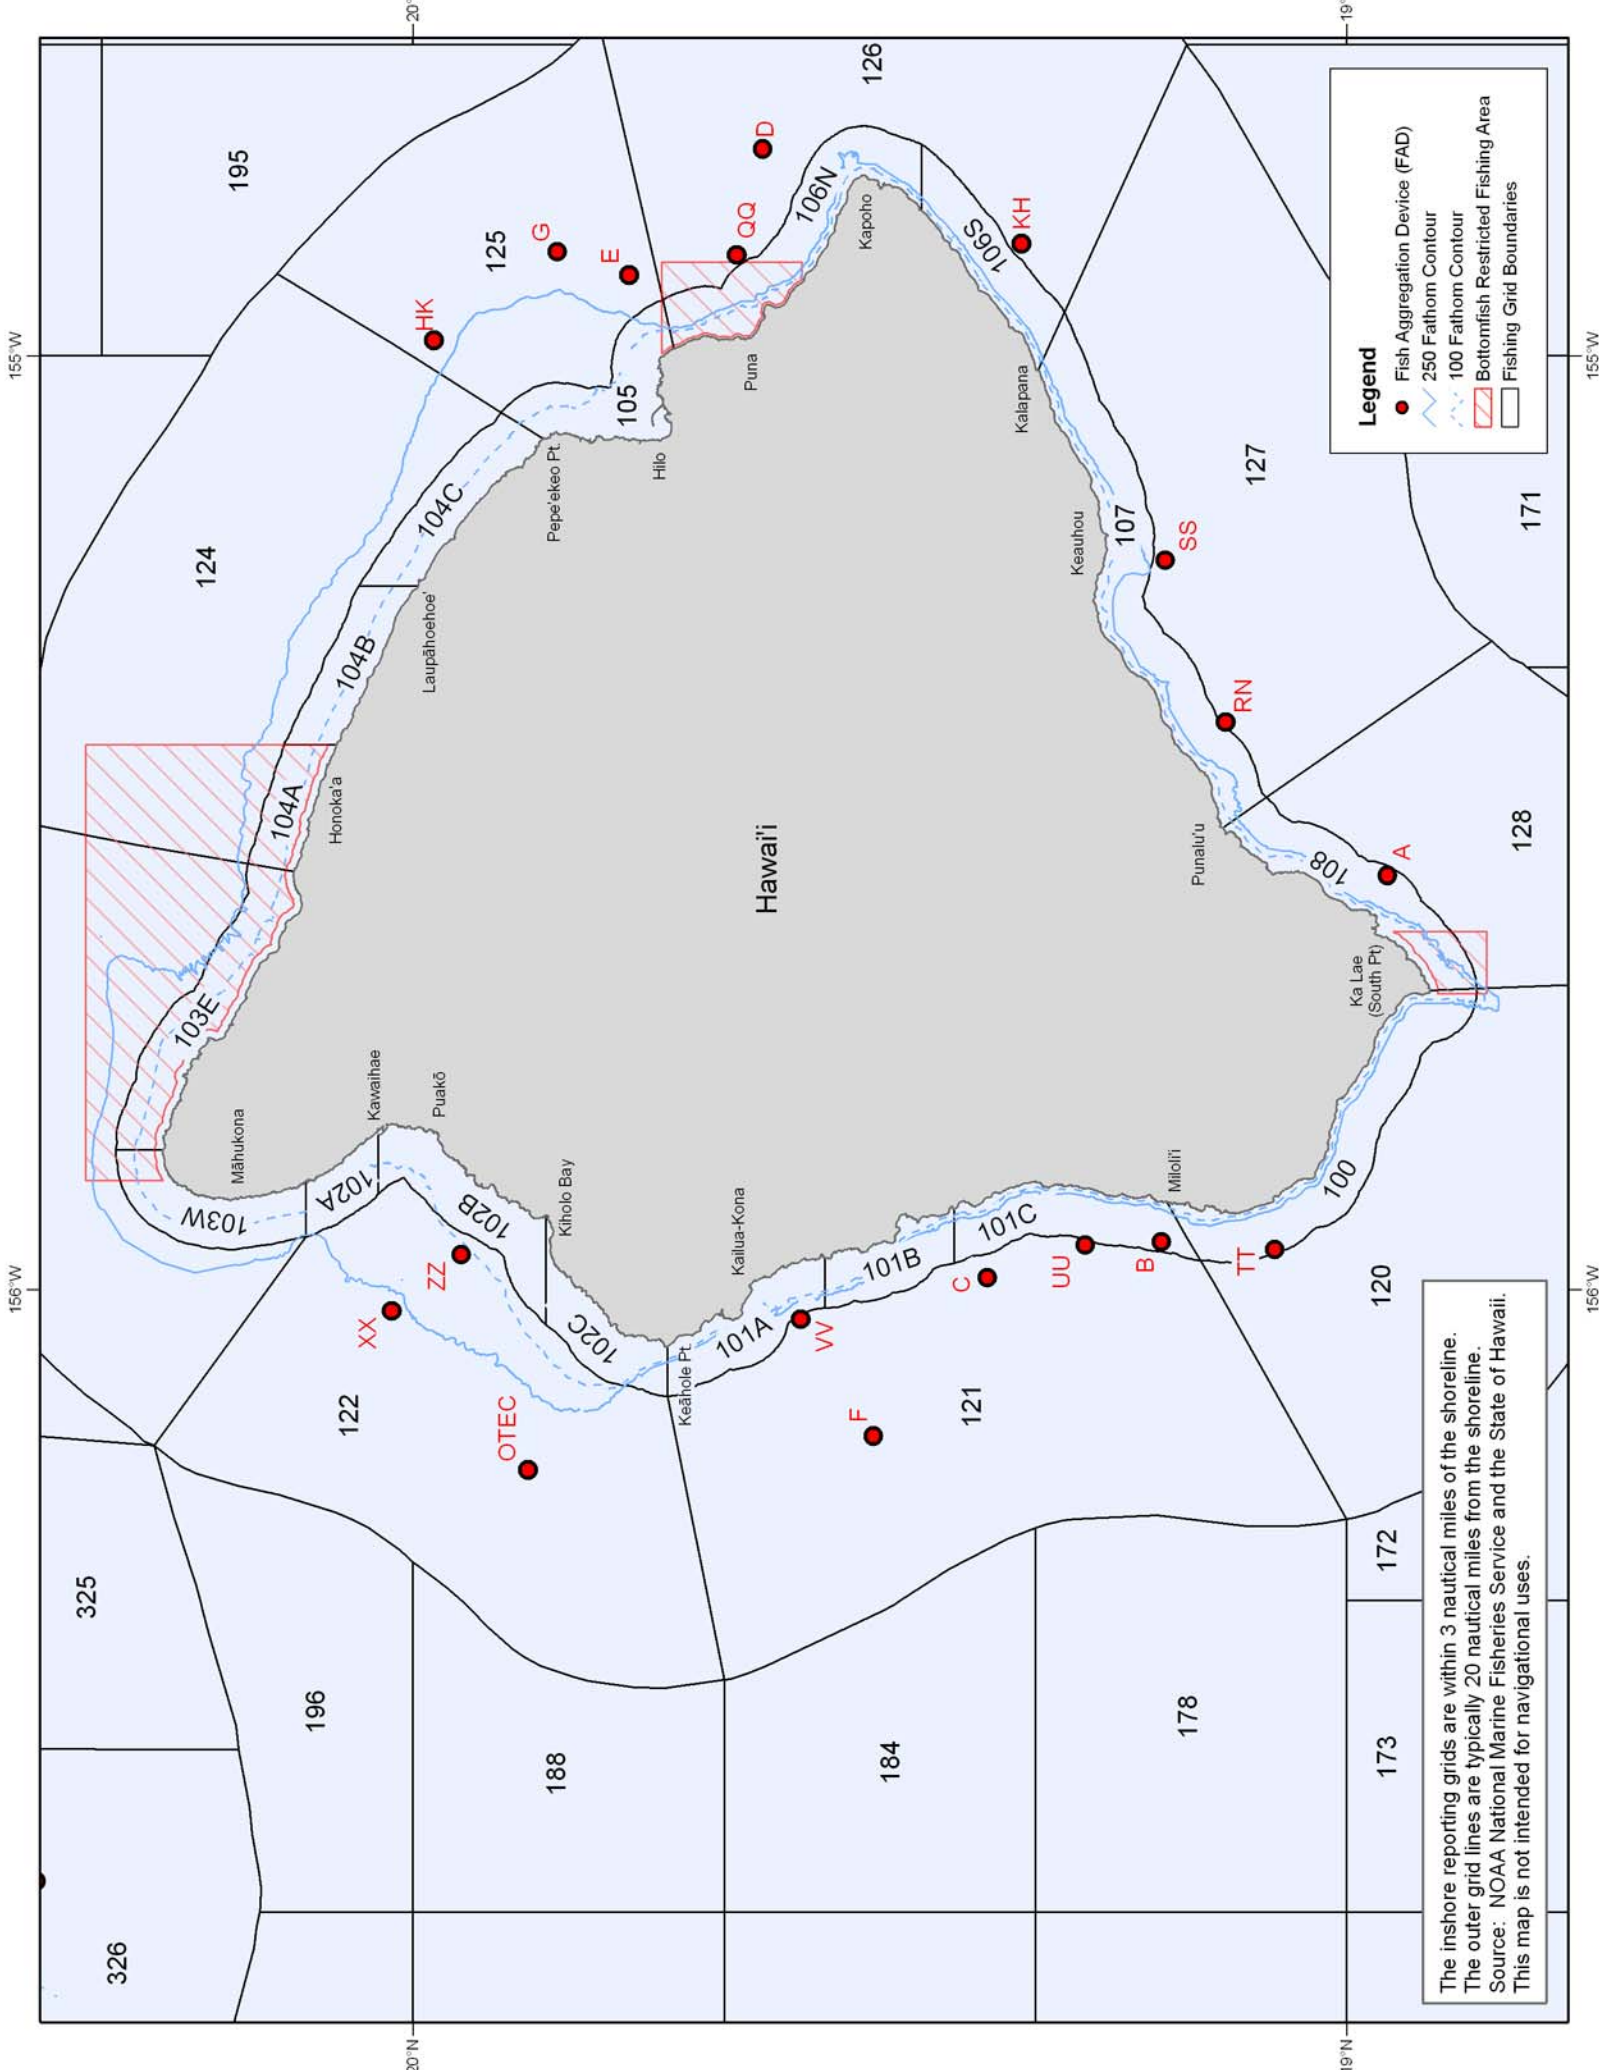 20°N
19°N
20°
19°
156°W
155°W
156°W
155°W
326
325
196
188
184
178
173
172
122
121
120
124
195
125
126
127
171
128
XX
ZZ
OTEC
F
VV
C
UU
B
TT
HK
G
E
QQ
D
KH
SS
RN
A
103W
102A
102B
102C
101A
101B
101C
100
103E
104A
104B
104C
105
106N
106S
107
108
Māhukona
Kawaihae
Puakō
Kiholo Bay
Keāhole Pt.
Kailua-Kona
Miloli'i
Ka Lae
(South Pt)
Punalu'u
Keauhou
Kalapana
Kapoho
Puna
Hilo
Pepe'ekeo Pt.
Laupāhoehoe'
Honoka'a
Hawai'i
Legend
Fish Aggregation Device (FAD)
250 Fathom Contour
100 Fathom Contour
Bottomfish Restricted Fishing Area
Fishing Grid Boundaries
The inshore reporting grids are within 3 nautical miles of the shoreline.
The outer grid lines are typically 20 nautical miles from the shoreline.
Source: NOAA National Marine Fisheries Service and the State of Hawaii.
This map is not intended for navigational uses.